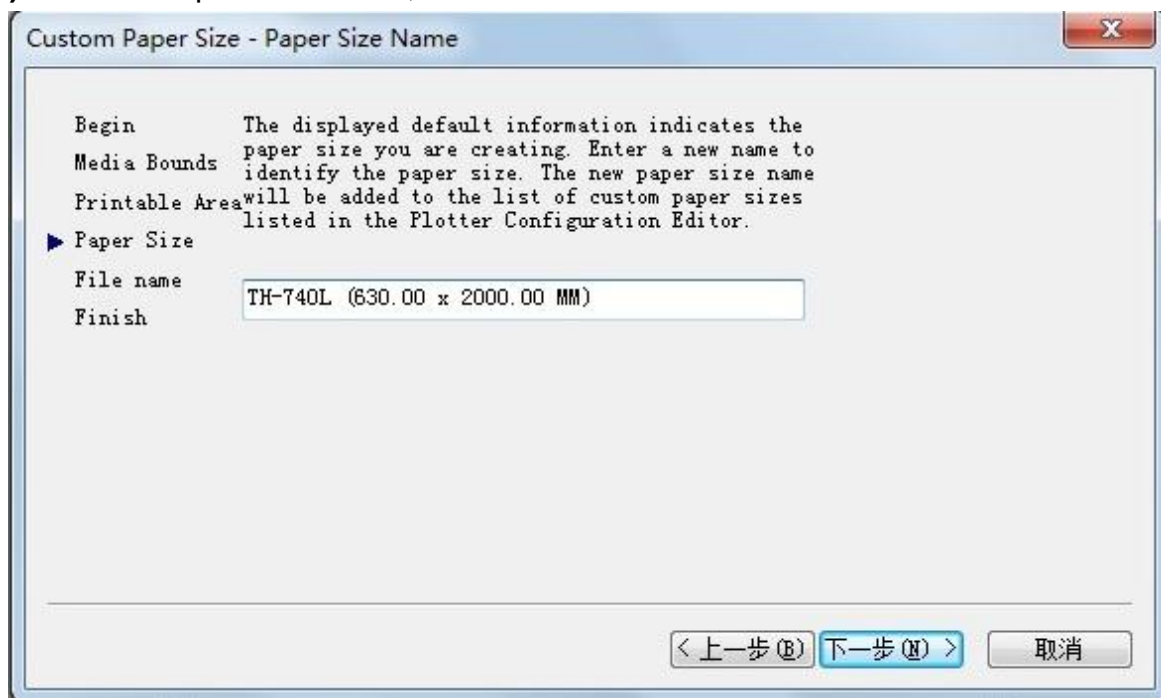 Custom Paper Size - Paper Size Name
Begin
Media Bounds
Printable Area
Paper Size
File name
Finish
The displayed default information indicates the
paper size you are creating. Enter a new name to
identify the paper size. The new paper size name
will be added to the list of custom paper sizes
listed in the Plotter Configuration Editor.
TH-740L (630.00 x 2000.00 MM)
< 上一步(B)
下一步(N) >
取消